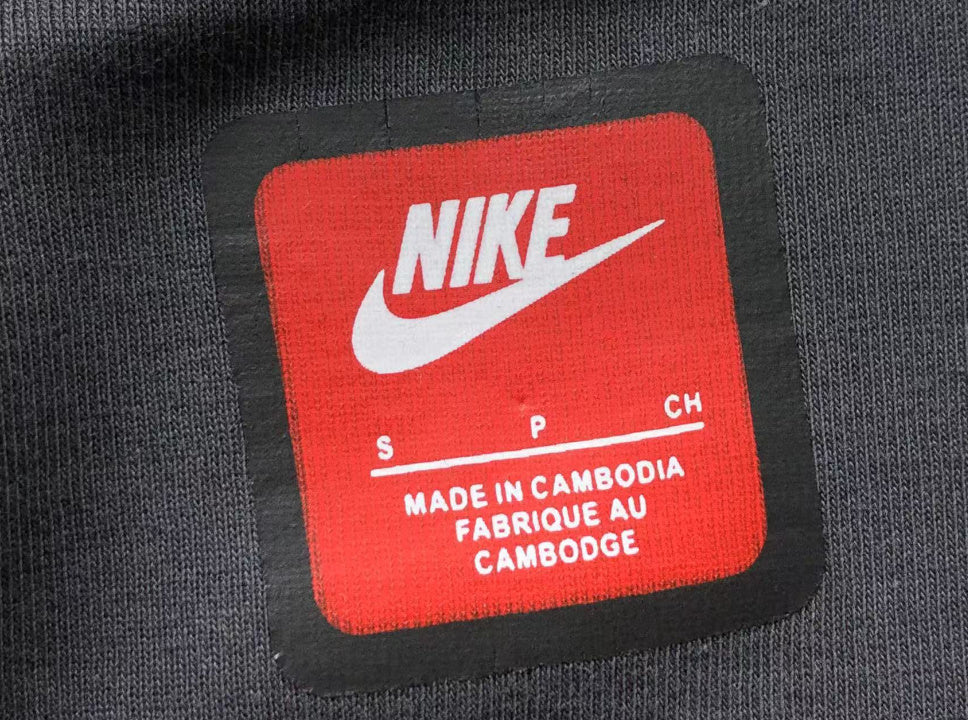 NIKE
S P CH
MADE IN CAMBODIA
FABRIQUE AU
CAMBODGE